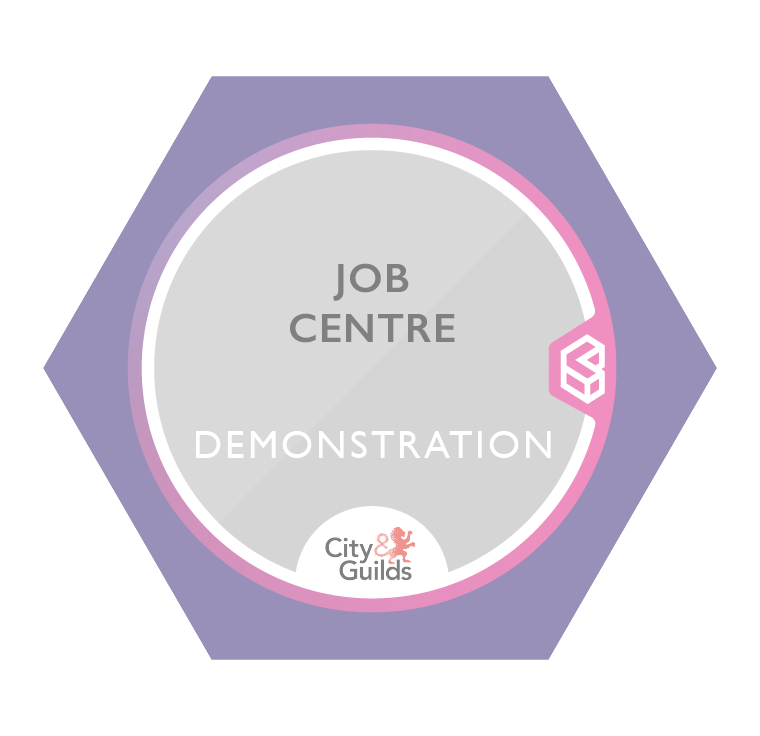 JOB
CENTRE
DEMONSTRATION
City&
Guilds